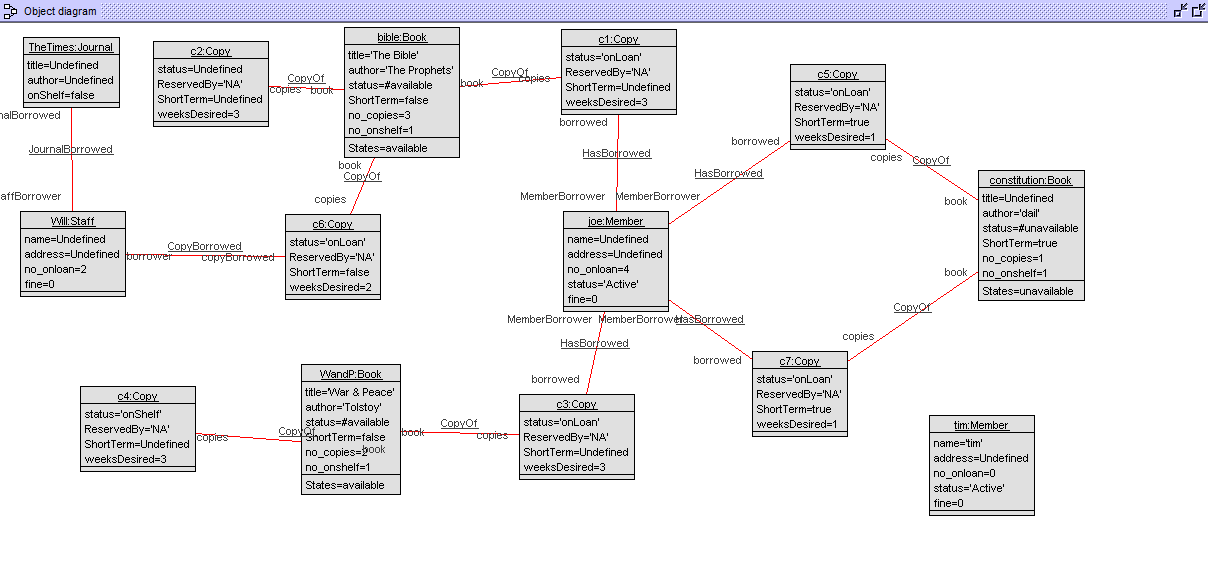 Object diagram
TheTimes:Journal
title=Undefined
author=Undefined
onShelf=false
nalBorrowed
JournalBorrowed
affBorrower
Will:Staff
name=Undefined
address=Undefined
no_onloan=2
fine=0
borrower
CopyBorrowed
copyBorrowed
c2:Copy
status=Undefined
ReservedBy='NA'
ShortTerm=Undefined
weeksDesired=3
copies
CopyOf
book
bible:Book
title='The Bible'
author='The Prophets'
status=#available
ShortTerm=false
no_copies=3
no_onshelf=1
States=available
book
CopyOf
copies
c1:Copy
status='onLoan'
ReservedBy='NA'
ShortTerm=Undefined
weeksDesired=3
book
CopyOf
copies
c6:Copy
status='onLoan'
ReservedBy='NA'
ShortTerm=false
weeksDesired=2
borrowed
HasBorrowed
MemberBorrower
MemberBorrower
joe:Member
name=Undefined
address=Undefined
no_onloan=4
status='Active'
fine=0
borrowed
HasBorrowed
c5:Copy
status='onLoan'
ReservedBy='NA'
ShortTerm=true
weeksDesired=1
copies
CopyOf
book
constitution:Book
title=Undefined
author='dail'
status=#unavailable
ShortTerm=true
no_copies=1
no_onshelf=1
States=unavailable
book
CopyOf
copies
MemberBorrower
MemberBorrower
HasBorrowed
HasBorrowed
borrowed
borrowed
c7:Copy
status='onLoan'
ReservedBy='NA'
ShortTerm=true
weeksDesired=1
c4:Copy
status='onShelf'
ReservedBy='NA'
ShortTerm=Undefined
weeksDesired=3
copies
CopyOf
book
WandP:Book
title='War & Peace'
author='Tolstoy'
status=#available
ShortTerm=false
no_copies=2
no_onshelf=1
States=available
book
CopyOf
copies
c3:Copy
status='onLoan'
ReservedBy='NA'
ShortTerm=Undefined
weeksDesired=3
tim:Member
name='tim'
address=Undefined
no_onloan=0
status='Active'
fine=0